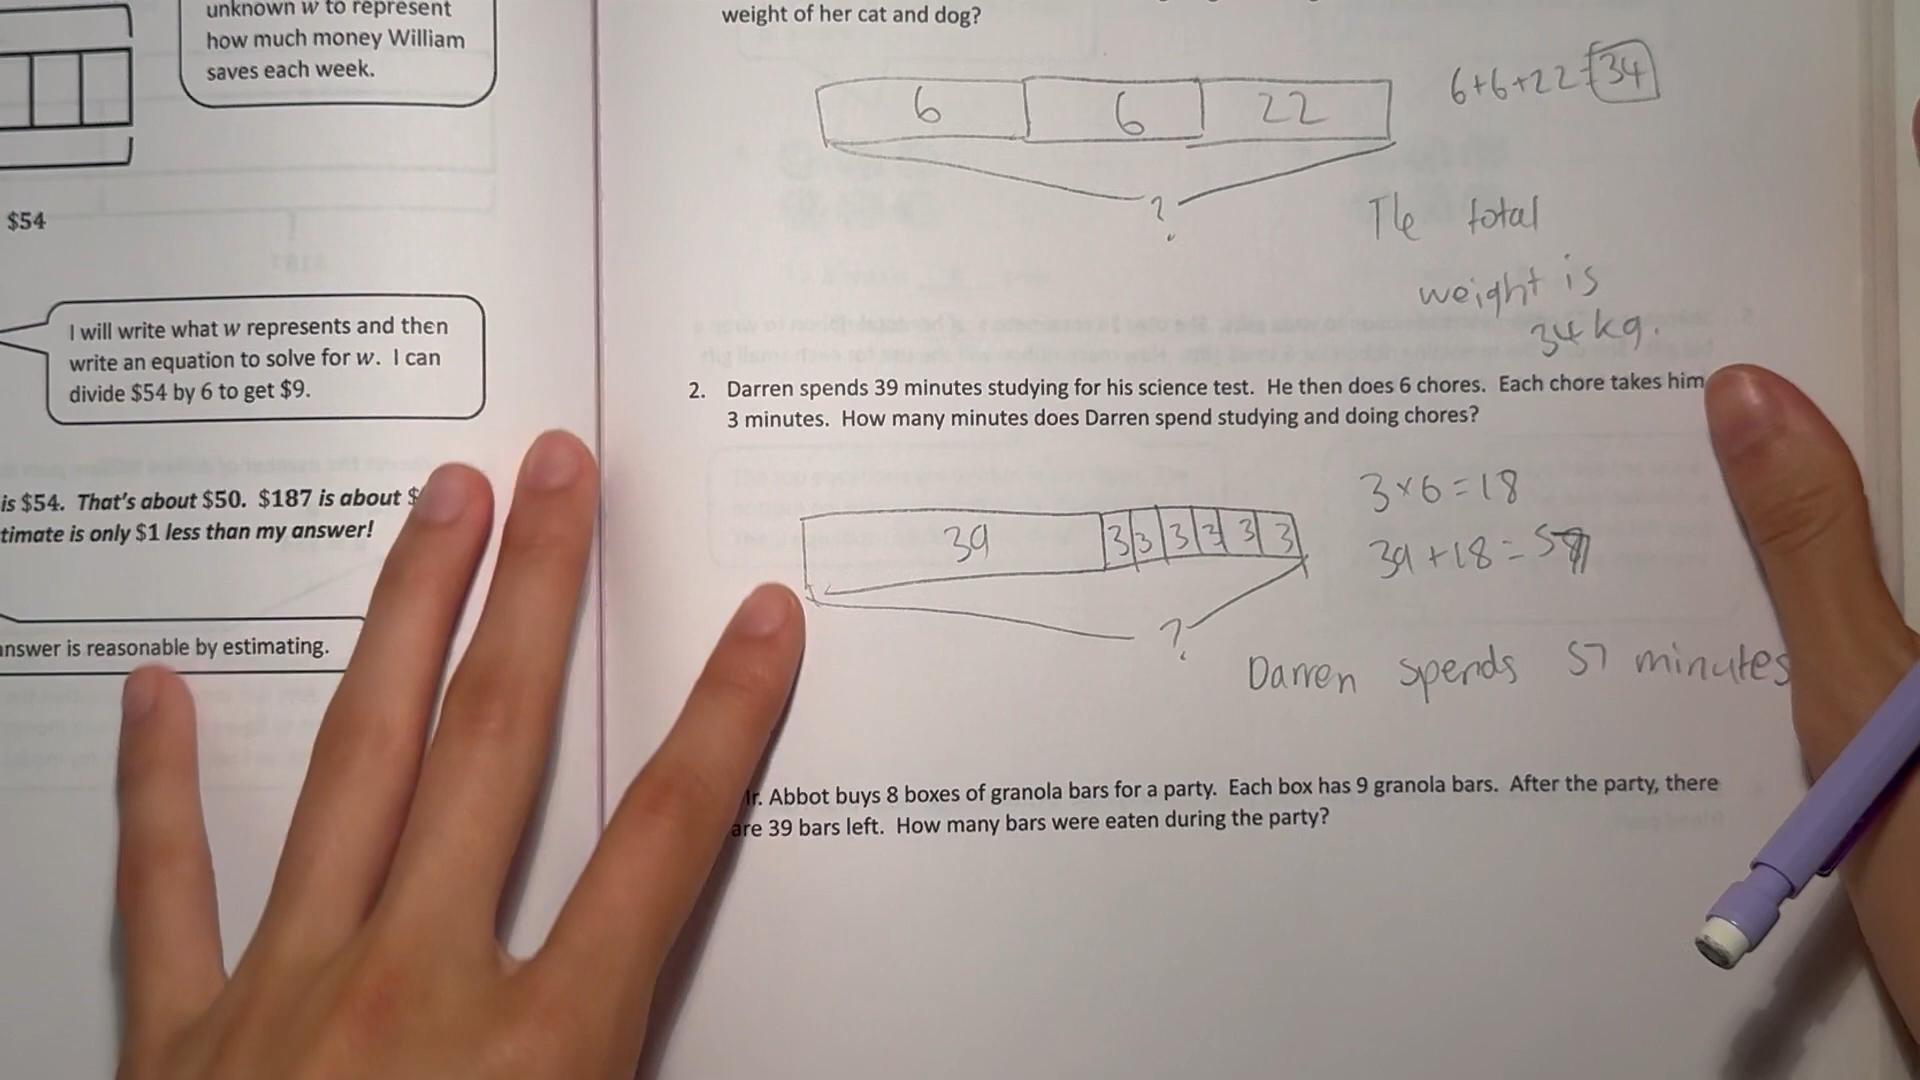 unknown w to represent
how much money William
saves each week.
$54
I will write what w represents and then
write an equation to solve for w. I can
divide $54 by 6 to get $9.
is $54. That's about $50. $187 is about $
timate is only $1 less than my answer!
answer is reasonable by estimating.
weight of her cat and dog?
6 6 22
6+6+22=34
?
total
weight is
34 kg.
2. Darren spends 39 minutes studying for his science test. He then does 6 chores. Each chore takes him
3 minutes. How many minutes does Darren spend studying and doing chores?
39 3 3 3 3 3 3
?
3×6=18
39+18=57
Darren spends 57 minutes
Mr. Abbot buys 8 boxes of granola bars for a party. Each box has 9 granola bars. After the party, there
are 39 bars left. How many bars were eaten during the party?